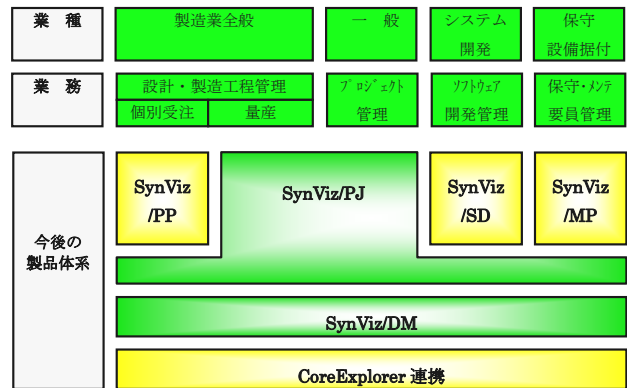 業 種
製造業全般
一 般
システム
開発
保守
設備据付
業 務
設計・製造工程管理
個別受注
量産
ﾌﾟﾛｼﾞｪｸﾄ
管理
ｿﾌﾄｳｪｱ
開発管理
保守・ﾒﾝﾃ
要員管理
今後の
製品体系
SynViz
/PP
SynViz/PJ
SynViz
/SD
SynViz
/MP
SynViz/DM
CoreExplorer 連携